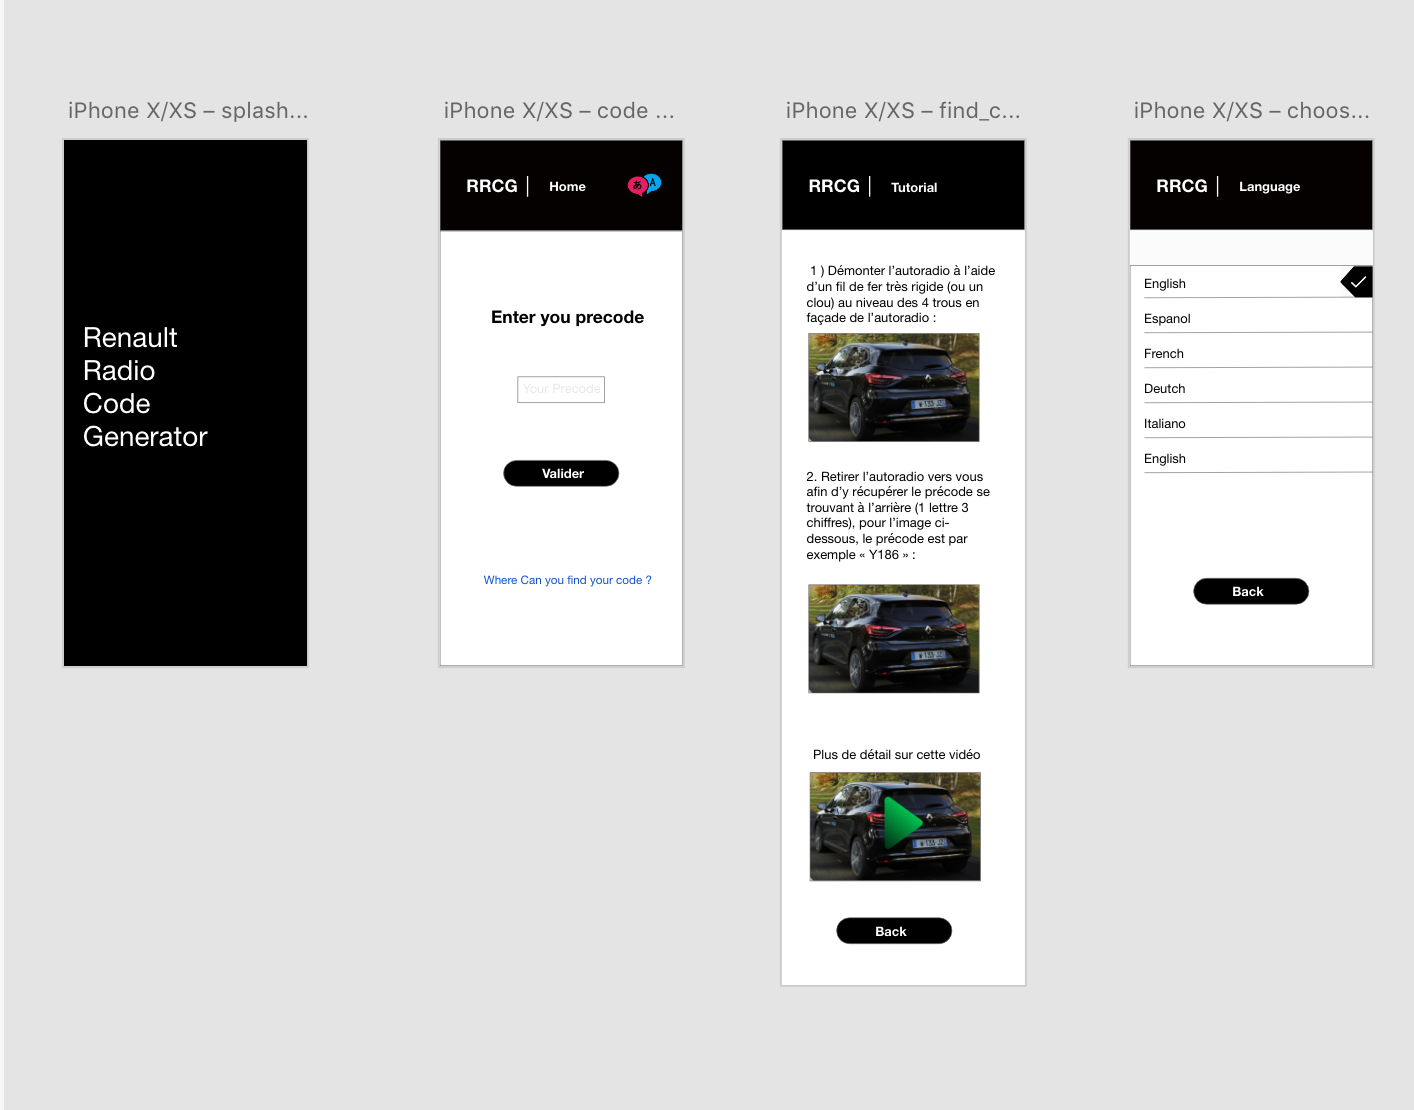 iPhone X/XS – splash...
Renault
Radio
Code
Generator
iPhone X/XS – code ...
RRCG
Home
あ A
Enter you precode
Your Precode
Valider
Where Can you find your code ?
iPhone X/XS – find_c...
RRCG
Tutorial
1 ) Démonter l’autoradio à l’aide
d’un fil de fer très rigide (ou un
clou) au niveau des 4 trous en
façade de l’autoradio :
2. Retirer l’autoradio vers vous
afin d’y récupérer le précode se
trouvant à l’arrière (1 lettre 3
chiffres), pour l’image ci-
dessous, le précode est par
exemple « Y186 » :
Plus de détail sur cette vidéo
Back
iPhone X/XS – choos...
RRCG
Language
English
Espanol
French
Deutch
Italiano
English
Back